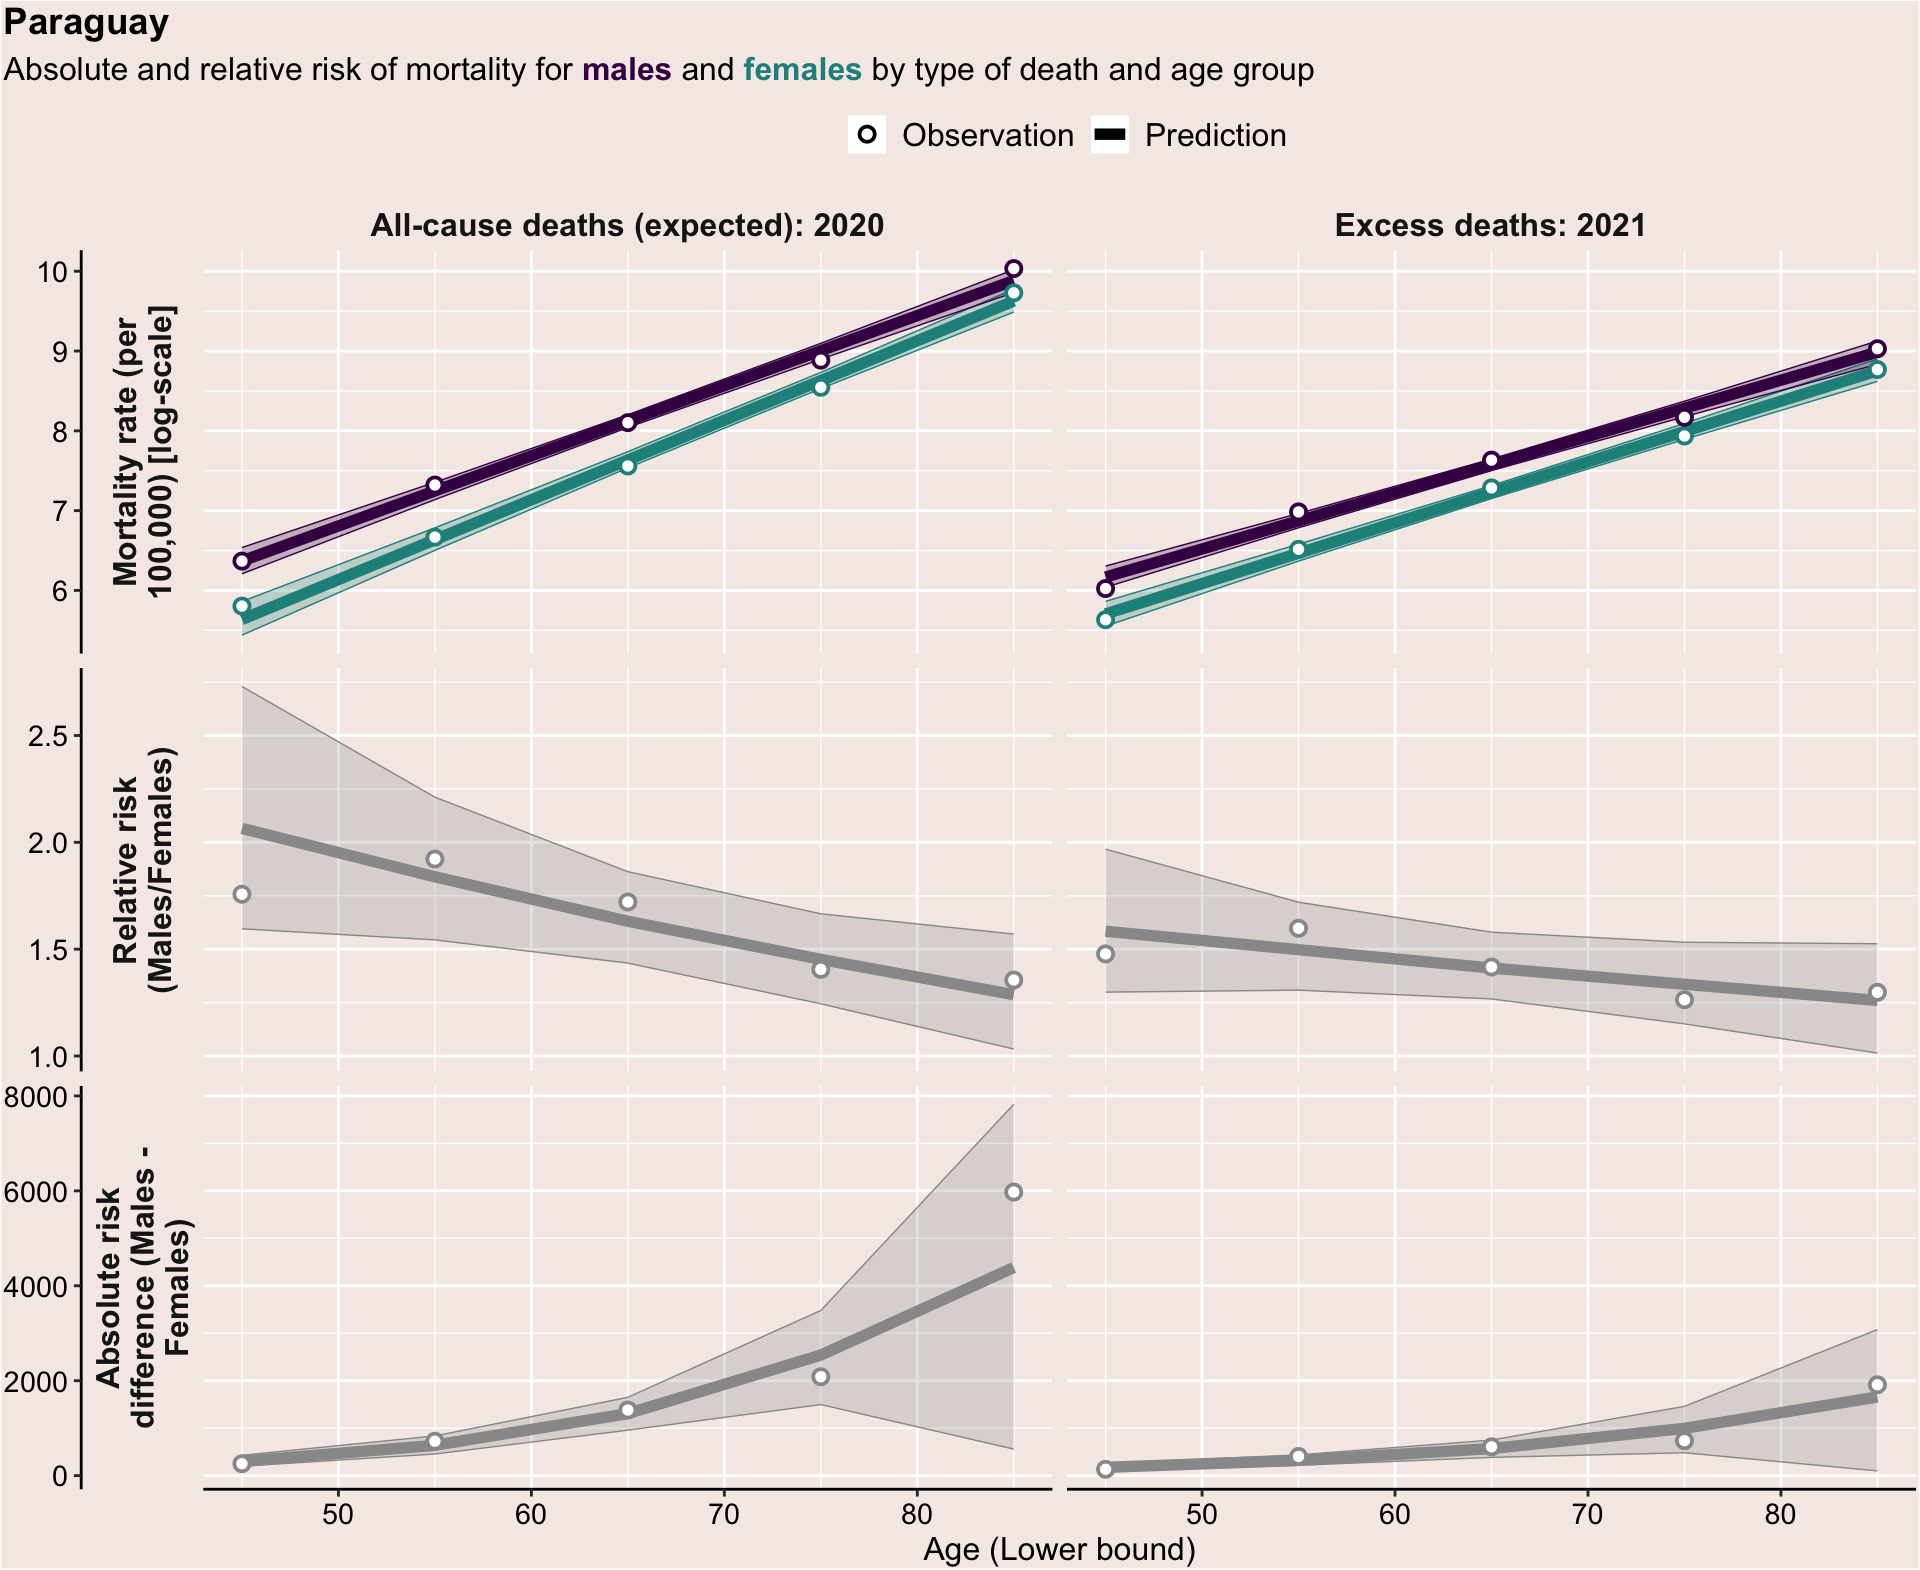 Paraguay
Absolute and relative risk of mortality for males and females by type of death and age group
Observation Prediction
All-cause deaths (expected): 2020
Excess deaths: 2021
Mortality rate (per
100,000) [log-scale]
10
9
8
7
6
Relative risk
(Males/Females)
2.5
2.0
1.5
1.0
Absolute risk
difference (Males -
Females)
8000
6000
4000
2000
0
50 60 70 80
50 60 70 80
Age (Lower bound)